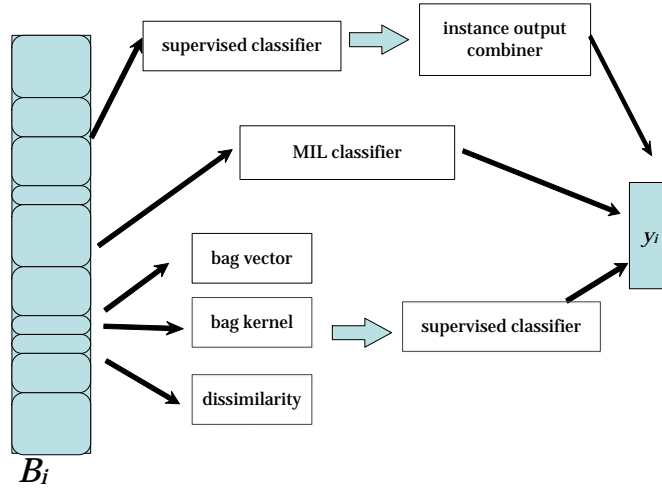 supervised classifier
instance output
combiner
MIL classifier
yi
bag vector
bag kernel
supervised classifier
dissimilarity
Bi